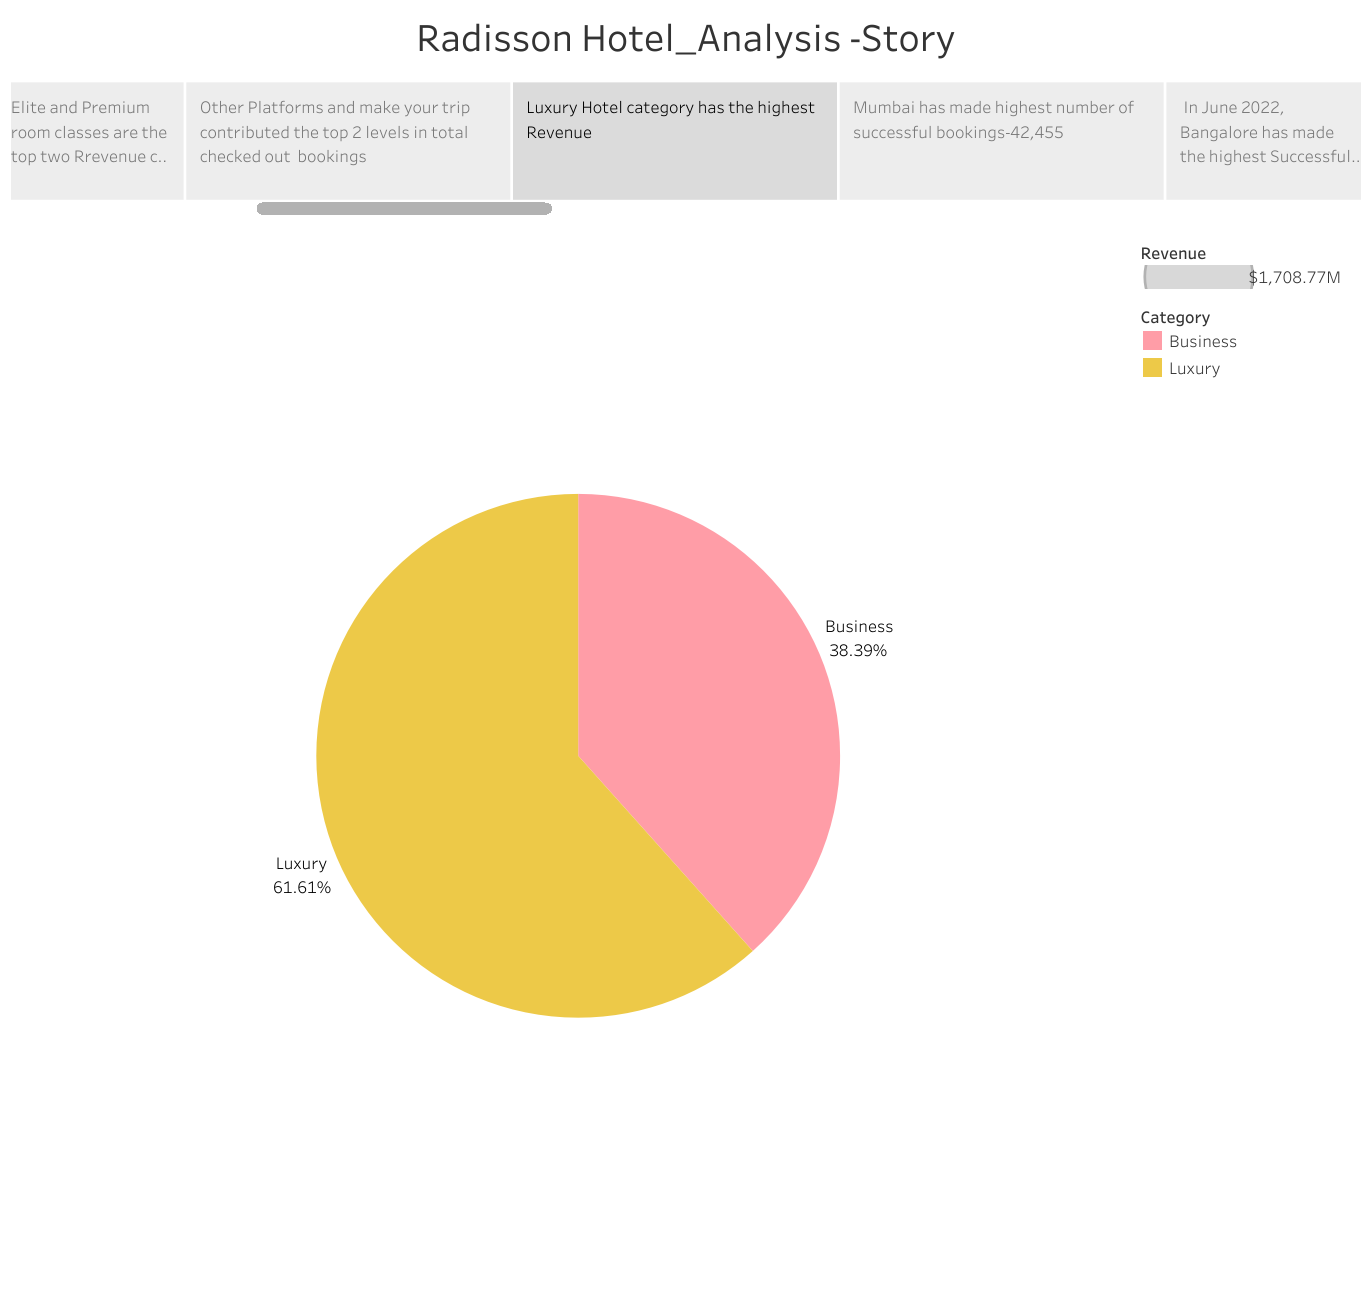 Radisson Hotel_Analysis -Story
Elite and Premium
room classes are the
top two Rrevenue c..
Other Platforms and make your trip
contributed the top 2 levels in total
checked out  bookings
Luxury Hotel category has the highest
Revenue
Mumbai has made highest number of
successful bookings-42,455
In June 2022,
Bangalore has made
the highest Successful..
Revenue
$1,708.77M
Category
Business
Luxury
Business
38.39%
Luxury
61.61%